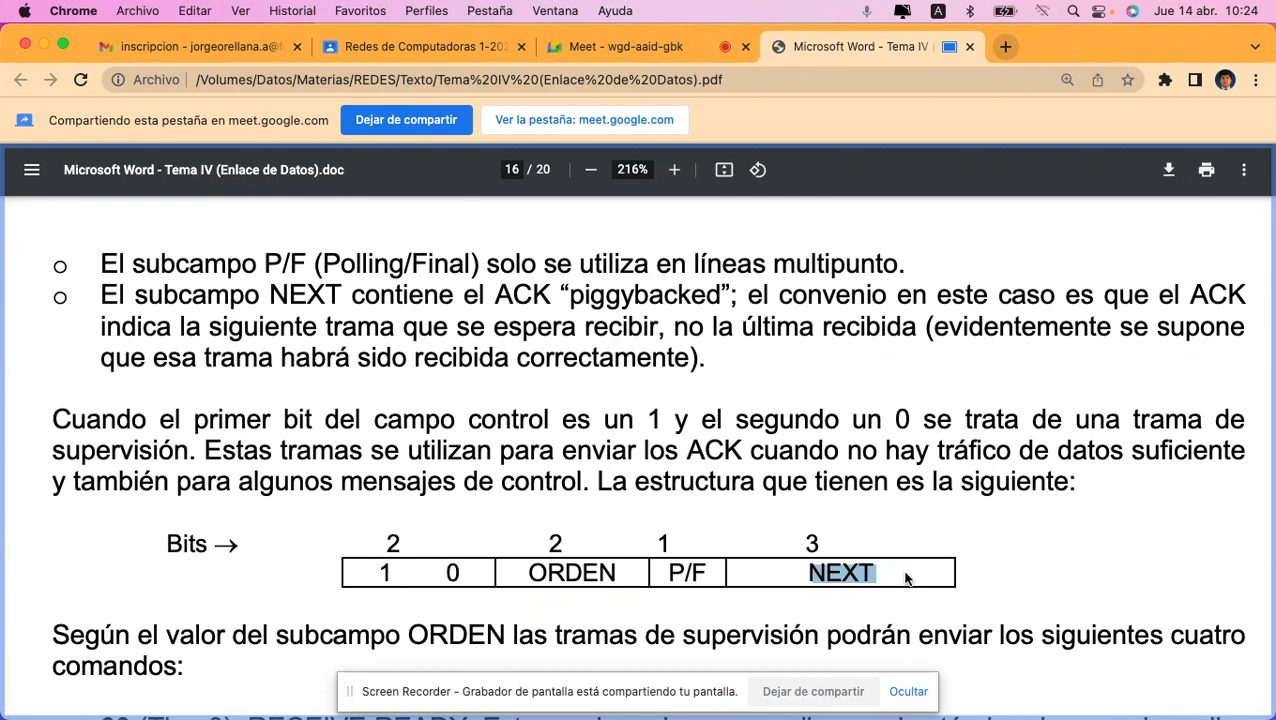 Chrome Archivo Editar Ver Historial Favoritos Perfiles Pestaña Ventana Ayuda A Jue 14 abr. 10:24
inscripcion - jorgeorellana.a@f Redes de Computadoras 1-202 Meet - wgd-aaid-gbk Microsoft Word - Tema IV (
Archivo /Volumes/Datos/Materias/REDES/Texto/Tema%20IV%20(Enlace%20de%20Datos).pdf
Compartiendo esta pestaña en meet.google.com Dejar de compartir Ver la pestaña: meet.google.com
Microsoft Word - Tema IV (Enlace de Datos).doc 16 / 20 216%
o El subcampo P/F (Polling/Final) solo se utiliza en líneas multipunto.
o El subcampo NEXT contiene el ACK “piggybacked”; el convenio en este caso es que el ACK
indica la siguiente trama que se espera recibir, no la última recibida (evidentemente se supone
que esa trama habrá sido recibida correctamente).
Cuando el primer bit del campo control es un 1 y el segundo un 0 se trata de una trama de
supervisión. Estas tramas se utilizan para enviar los ACK cuando no hay tráfico de datos suficiente
y también para algunos mensajes de control. La estructura que tienen es la siguiente:
Bits → 2 2 1 3
1 0 ORDEN P/F NEXT
Según el valor del subcampo ORDEN las tramas de supervisión podrán enviar los siguientes cuatro
comandos:
Screen Recorder - Grabador de pantalla está compartiendo tu pantalla. Dejar de compartir Ocultar